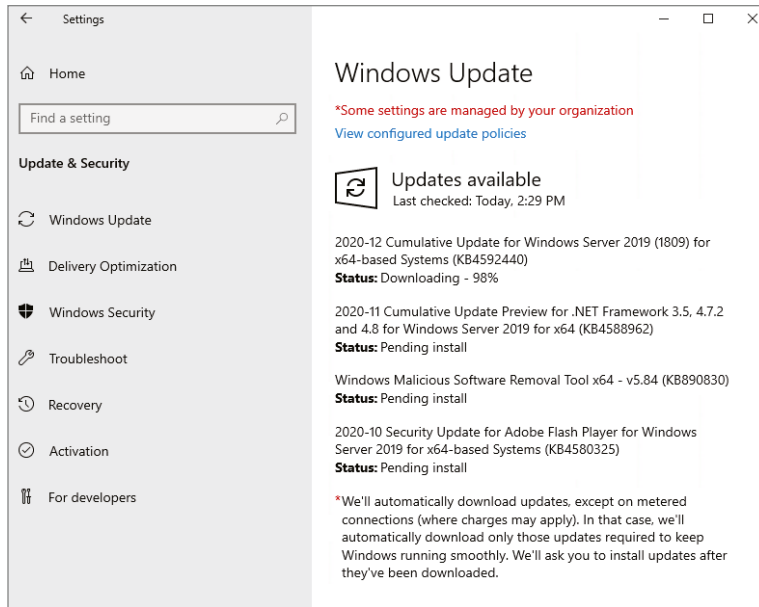 Settings
Home
Find a setting
Update & Security
Windows Update
Delivery Optimization
Windows Security
Troubleshoot
Recovery
Activation
For developers
Windows Update
*Some settings are managed by your organization
View configured update policies
Updates available
Last checked: Today, 2:29 PM
2020-12 Cumulative Update for Windows Server 2019 (1809) for
x64-based Systems (KB4592440)
Status: Downloading - 98%
2020-11 Cumulative Update Preview for .NET Framework 3.5, 4.7.2
and 4.8 for Windows Server 2019 for x64 (KB4588962)
Status: Pending install
Windows Malicious Software Removal Tool x64 - v5.84 (KB890830)
Status: Pending install
2020-10 Security Update for Adobe Flash Player for Windows
Server 2019 for x64-based Systems (KB4580325)
Status: Pending install
*We'll automatically download updates, except on metered
connections (where charges may apply). In that case, we'll
automatically download only those updates required to keep
Windows running smoothly. We'll ask you to install updates after
they've been downloaded.